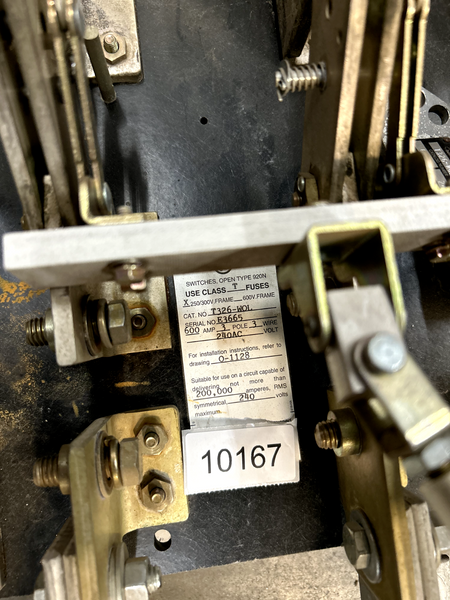 SWITCHES, OPEN TYPE 920N
USE CLASS T FUSES
X 250/300V.FRAME __ 600V.FRAME
CAT. NO. T326-WOL
SERIAL NO. E3665
600 AMP 3 POLE 3 WIRE
240AC VOLT
For installation instructions, refer to
drawing O-1128
Suitable for use on a circuit capable of
delivering not more than
200,000 amperes, RMS
symmetrical 240 volts
maximum.
10167